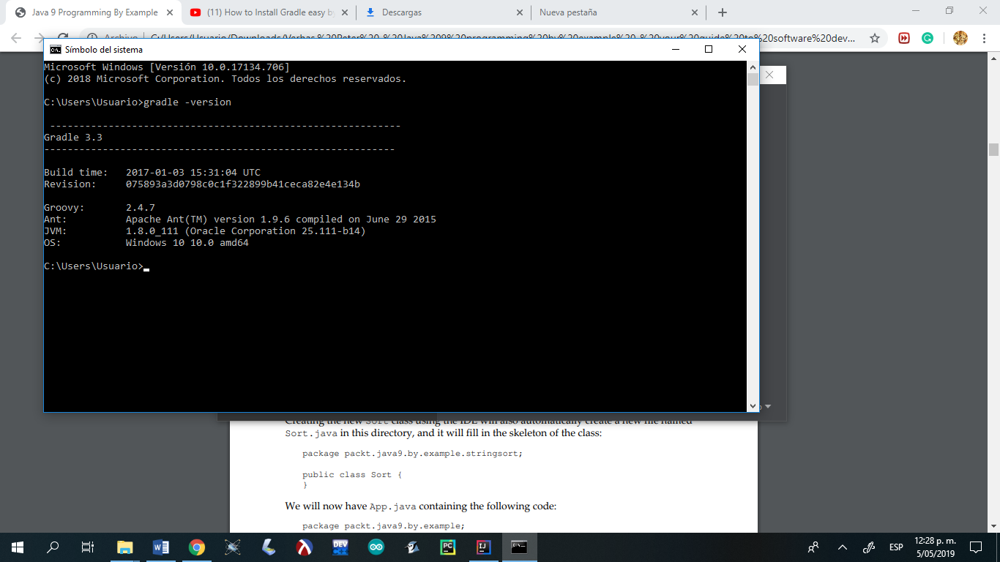 Java 9 Programming By Example
(11) How to Install Gradle easy b
Descargas
Nueva pestaña
Archivo
C:/Users/Usuario/Downloads/Verhas,%20Peter%20-%20Java%209%20programming%20by%20example%20-%20your%20guide%20to%20software%20dev...
Símbolo del sistema
Microsoft Windows [Versión 10.0.17134.706]
(c) 2018 Microsoft Corporation. Todos los derechos reservados.
C:\Users\Usuario>gradle -version
------------------------------------------------------------
Gradle 3.3
------------------------------------------------------------
Build time: 2017-01-03 15:31:04 UTC
Revision: 075893a3d0798c0c1f322899b41ceca82e4e134b
Groovy: 2.4.7
Ant: Apache Ant(TM) version 1.9.6 compiled on June 29 2015
JVM: 1.8.0_111 (Oracle Corporation 25.111-b14)
OS: Windows 10 10.0 amd64
C:\Users\Usuario>
Creating the new Sort class using the IDE will also automatically create a new file named
Sort.java in this directory, and it will fill in the skeleton of the class:
package packt.java9.by.example.stringsort;
public class Sort {
}
We will now have App.java containing the following code:
package packt.java9.by.example;
DEV
PC
IJ
ESP
12:28 p. m.
5/05/2019